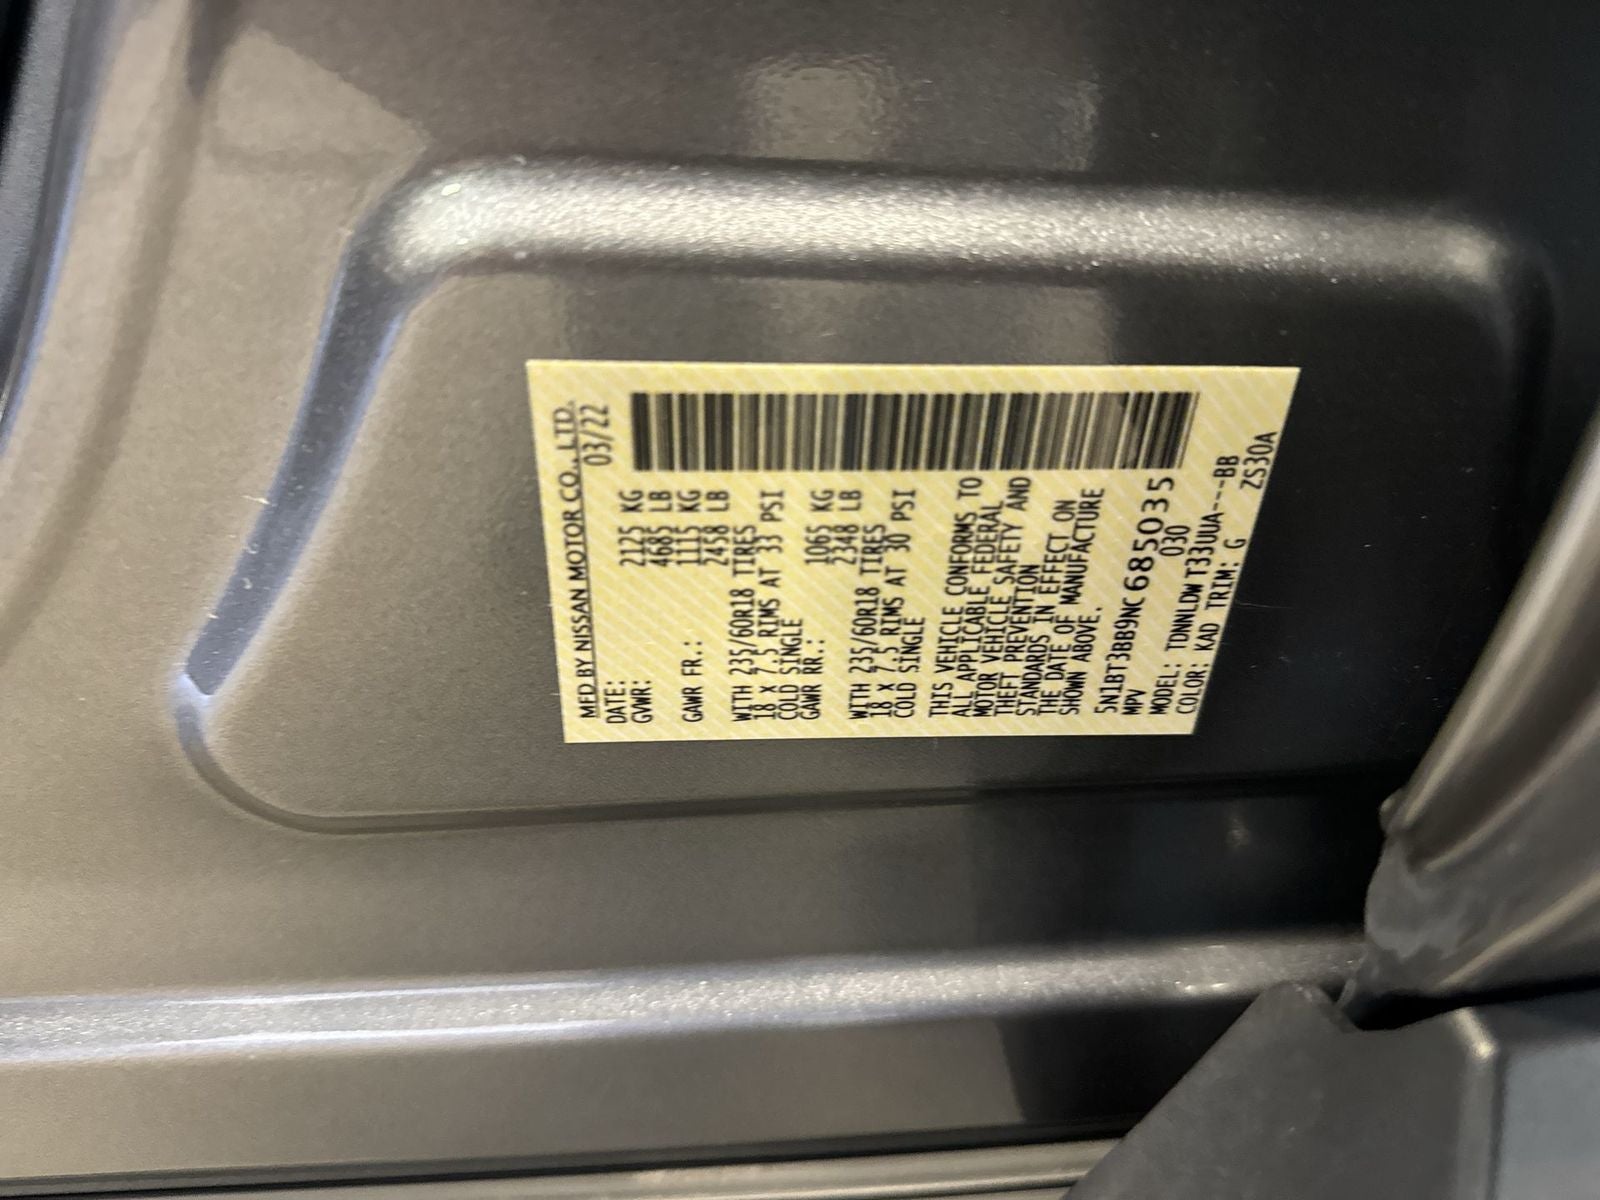 MFD BY NISSAN MOTOR CO., LTD.
DATE: 03/22
GVWR: 2125 KG
4685 LB
GAWR FR.: 1115 KG
2458 LB
WITH 235/60R18 TIRES
18 X 7.5 RIMS AT 33 PSI
COLD SINGLE
GAWR RR.: 1065 KG
2348 LB
WITH 235/60R18 TIRES
18 X 7.5 RIMS AT 30 PSI
COLD SINGLE
THIS VEHICLE CONFORMS TO
ALL APPLICABLE FEDERAL
MOTOR VEHICLE SAFETY AND
THEFT PREVENTION
STANDARDS IN EFFECT ON
THE DATE OF MANUFACTURE
SHOWN ABOVE.
5N1BT3BB9NC685035
MPV 030
MODEL: TDNNLDW T33UUA---BB
COLOR: KAD TRIM: G ZS30A